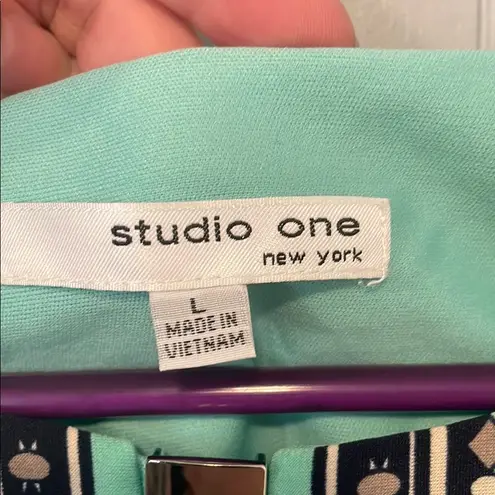 studio one
new york
L
MADE IN
VIETNAM